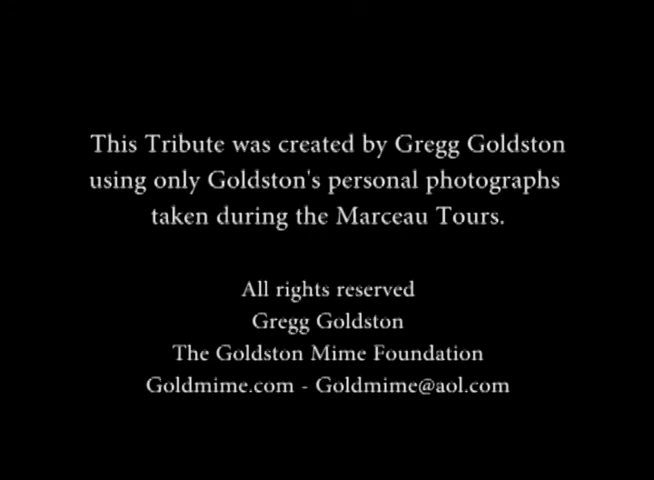 This Tribute was created by Gregg Goldston
using only Goldston's personal photographs
taken during the Marceau Tours.
All rights reserved
Gregg Goldston
The Goldston Mime Foundation
Goldmime.com - Goldmime@aol.com